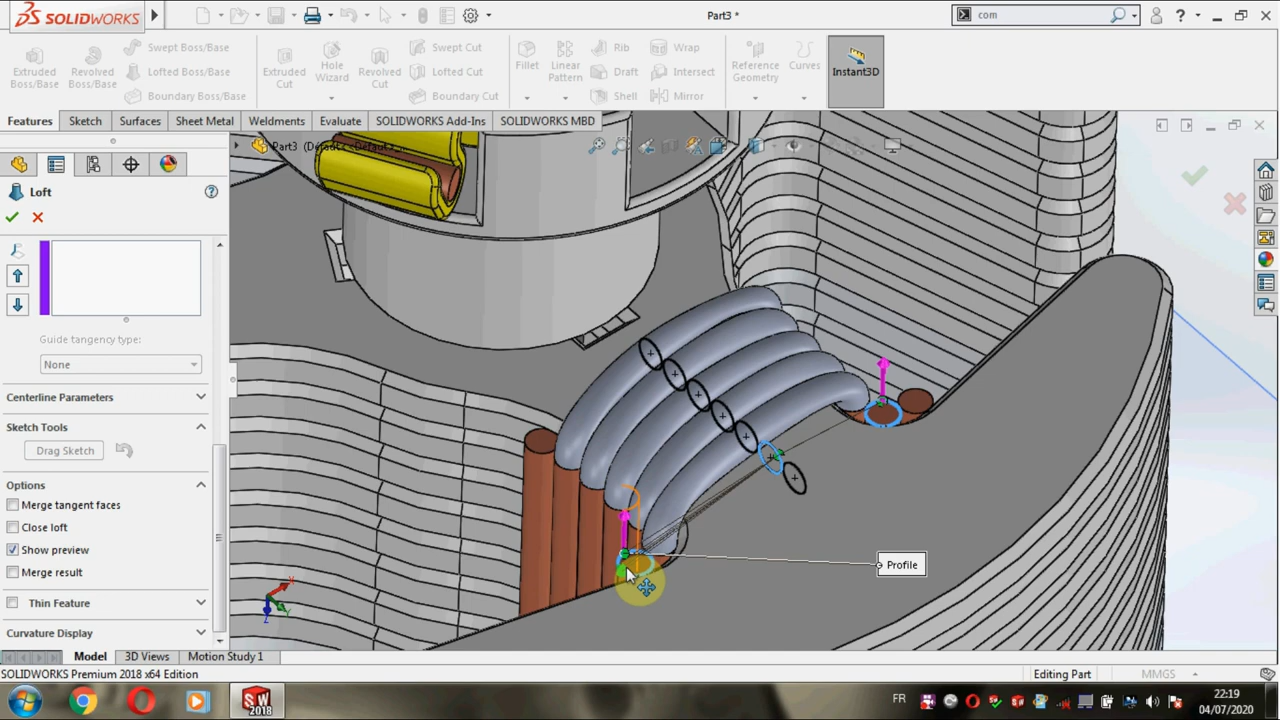 SOLIDWORKS
Part3 *
com
Extruded Boss/Base
Revolved Boss/Base
Swept Boss/Base
Lofted Boss/Base
Boundary Boss/Base
Extruded Cut
Hole Wizard
Revolved Cut
Swept Cut
Lofted Cut
Boundary Cut
Fillet
Linear Pattern
Rib
Draft
Shell
Wrap
Intersect
Mirror
Reference Geometry
Curves
Instant3D
Features
Sketch
Surfaces
Sheet Metal
Weldments
Evaluate
SOLIDWORKS Add-Ins
SOLIDWORKS MBD
Part3 (Default<<Default...
Loft
Guide tangency type:
None
Centerline Parameters
Sketch Tools
Drag Sketch
Options
Merge tangent faces
Close loft
Show preview
Merge result
Thin Feature
Curvature Display
Profile
Model
3D Views
Motion Study 1
SOLIDWORKS Premium 2018 x64 Edition
Editing Part
MMGS
SW
2018
FR
22:19
04/07/2020